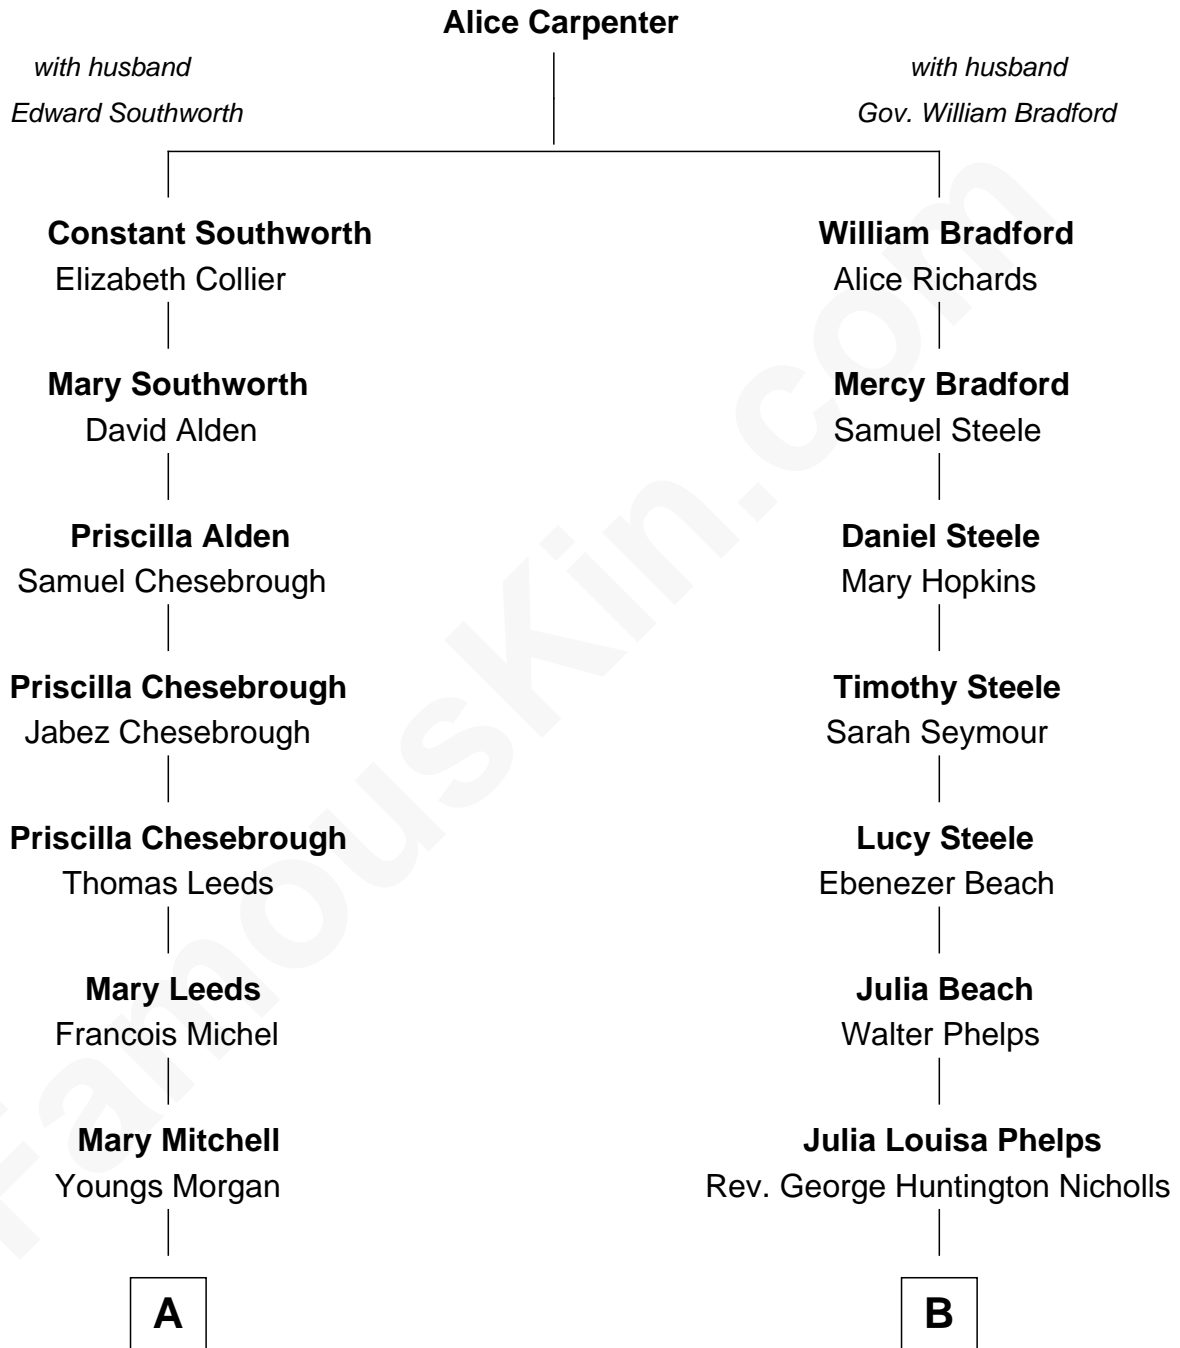 Alice Carpenter
with husband
Edward Southworth
with husband
Gov. William Bradford
Constant Southworth
Elizabeth Collier
William Bradford
Alice Richards
Mary Southworth
David Alden
Mercy Bradford
Samuel Steele
Priscilla Alden
Samuel Chesebrough
Daniel Steele
Mary Hopkins
Priscilla Chesebrough
Jabez Chesebrough
Timothy Steele
Sarah Seymour
Priscilla Chesebrough
Thomas Leeds
Lucy Steele
Ebenezer Beach
Mary Leeds
Francois Michel
Julia Beach
Walter Phelps
Mary Mitchell
Youngs Morgan
Julia Louisa Phelps
Rev. George Huntington Nicholls
A
B
FamousKin.com